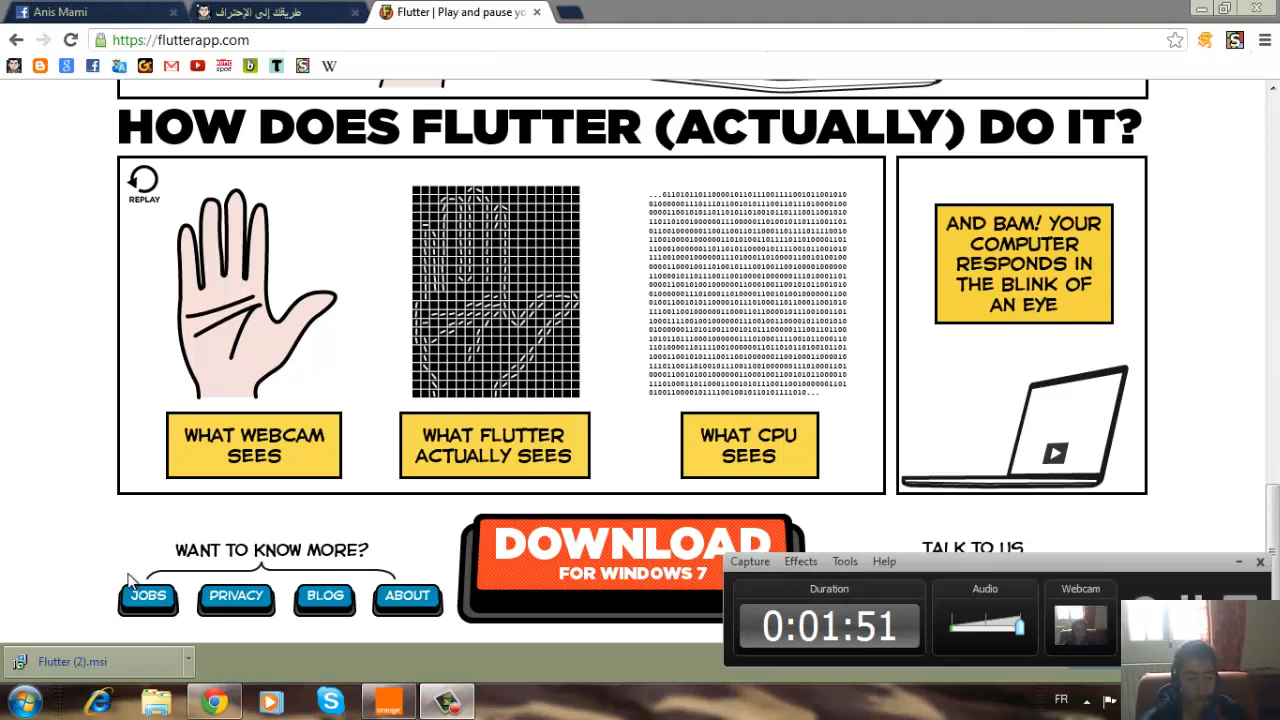 Anis Mami
طريقك إلى الإحتراف
Flutter | Play and pause yo
https://flutterapp.com
HOW DOES FLUTTER (ACTUALLY) DO IT?
REPLAY
WHAT WEBCAM
SEES
WHAT FLUTTER
ACTUALLY SEES
WHAT CPU
SEES
AND BAM! YOUR
COMPUTER
RESPONDS IN
THE BLINK OF
AN EYE
WANT TO KNOW MORE?
JOBS
PRIVACY
BLOG
ABOUT
DOWNLOAD
FOR WINDOWS 7
TALK TO US
Capture
Effects
Tools
Help
Duration
0:01:51
Audio
Webcam
Flutter (2).msi
orange
FR